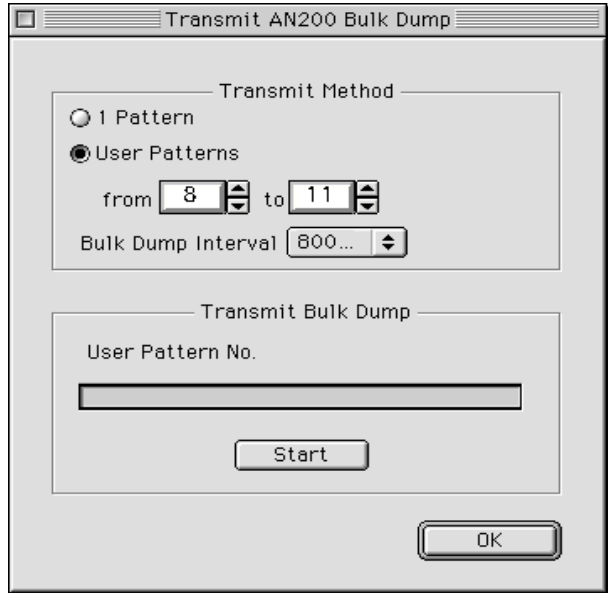 Transmit AN200 Bulk Dump
Transmit Method
1 Pattern
User Patterns
from 8 to 11
Bulk Dump Interval 800...
Transmit Bulk Dump
User Pattern No.
Start
OK